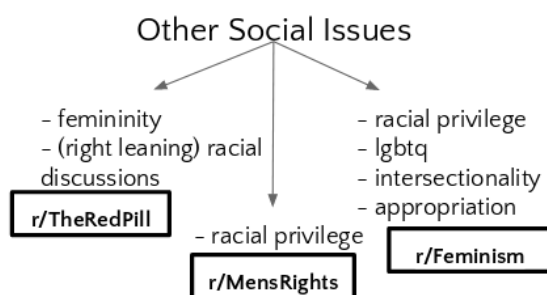 Other Social Issues
- femininity
- (right leaning) racial
discussions
r/TheRedPill
- racial privilege
r/MensRights
- racial privilege
- lgbtq
- intersectionality
- appropriation
r/Feminism